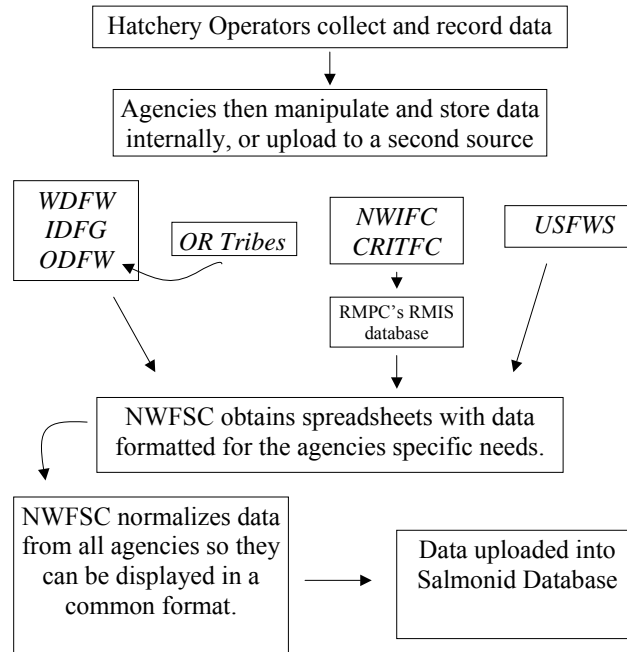 Hatchery Operators collect and record data
Agencies then manipulate and store data
internally, or upload to a second source
WDFW
IDFG
ODFW
OR Tribes
NWIFC
CRITFC
USFWS
RMPC's RMIS
database
NWFSC obtains spreadsheets with data
formatted for the agencies specific needs.
NWFSC normalizes data
from all agencies so they
can be displayed in a
common format.
Data uploaded into
Salmonid Database